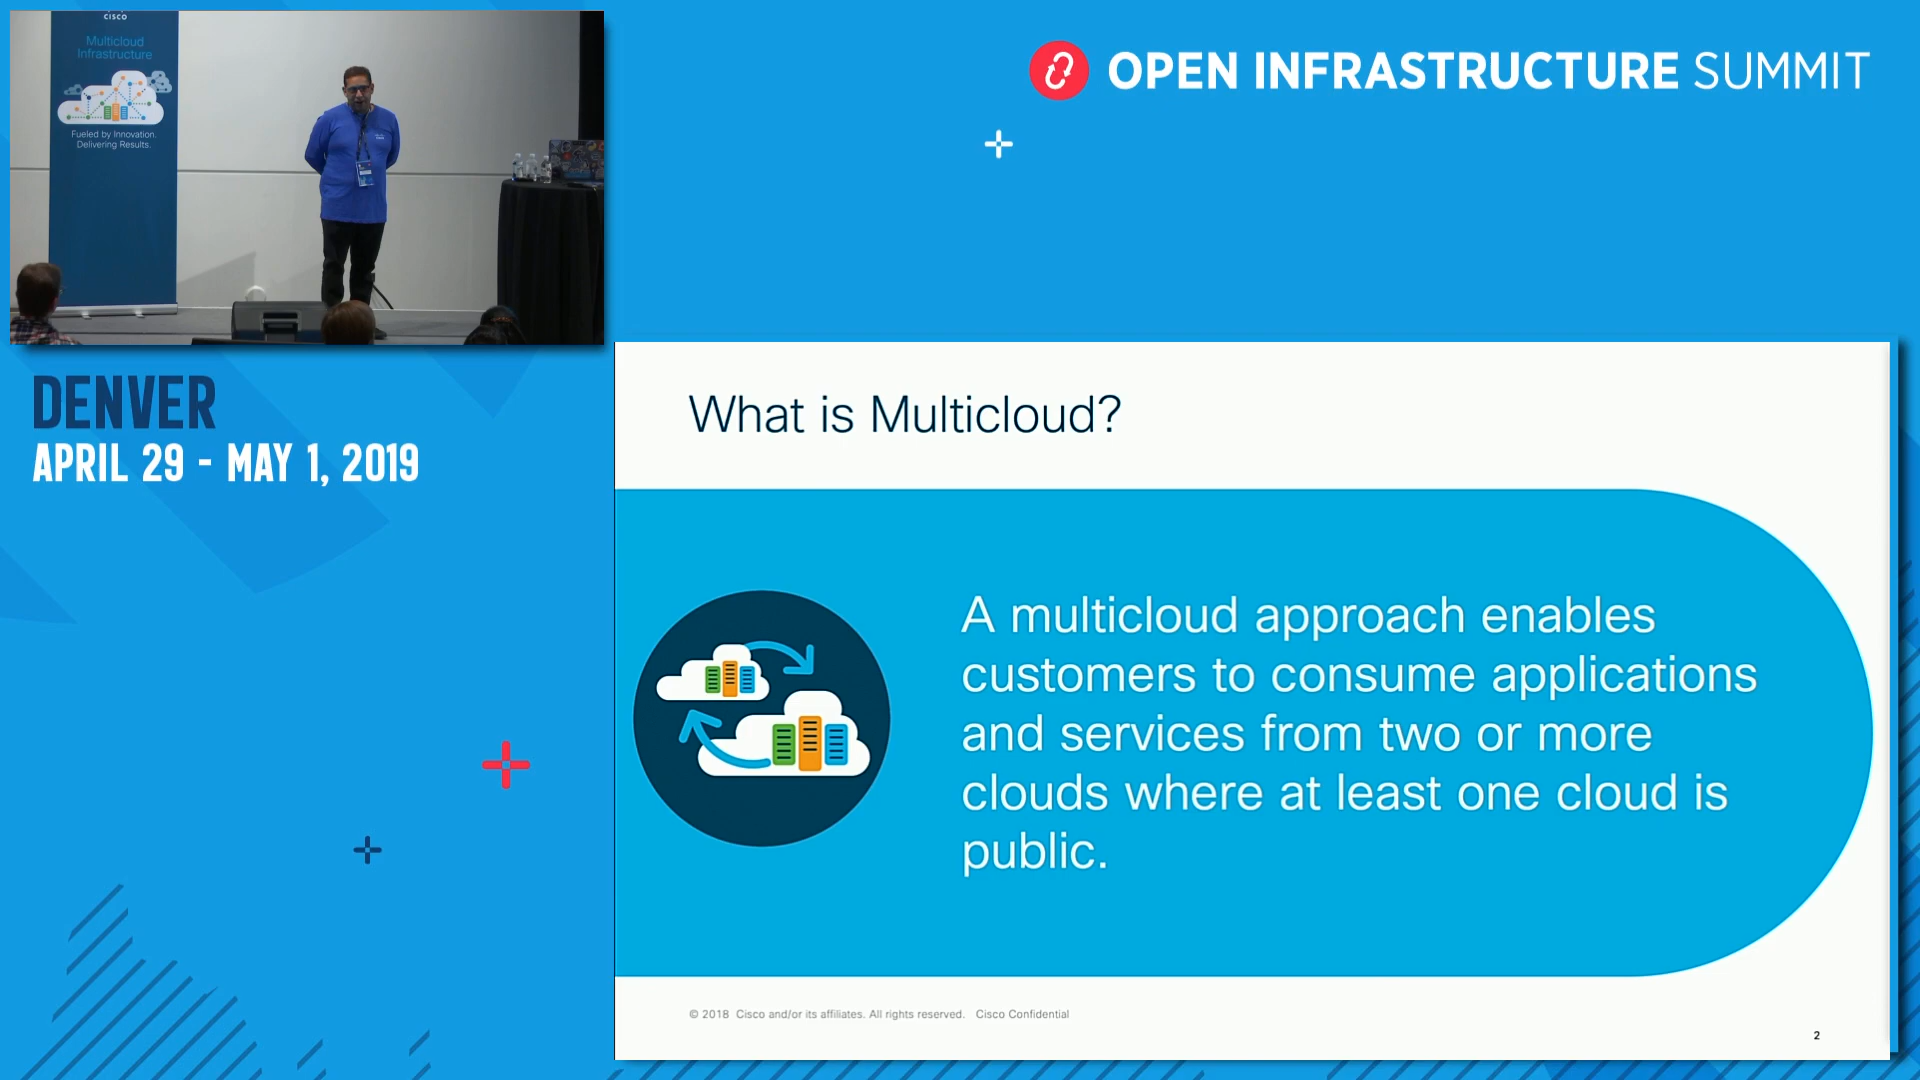 CISCO
Multicloud
Infrastructure
Fueled by Innovation.
Delivering Results.
OPEN INFRASTRUCTURE SUMMIT
DENVER
APRIL 29 - MAY 1, 2019
What is Multicloud?
A multicloud approach enables
customers to consume applications
and services from two or more
clouds where at least one cloud is
public.
© 2018 Cisco and/or its affiliates. All rights reserved. Cisco Confidential
2